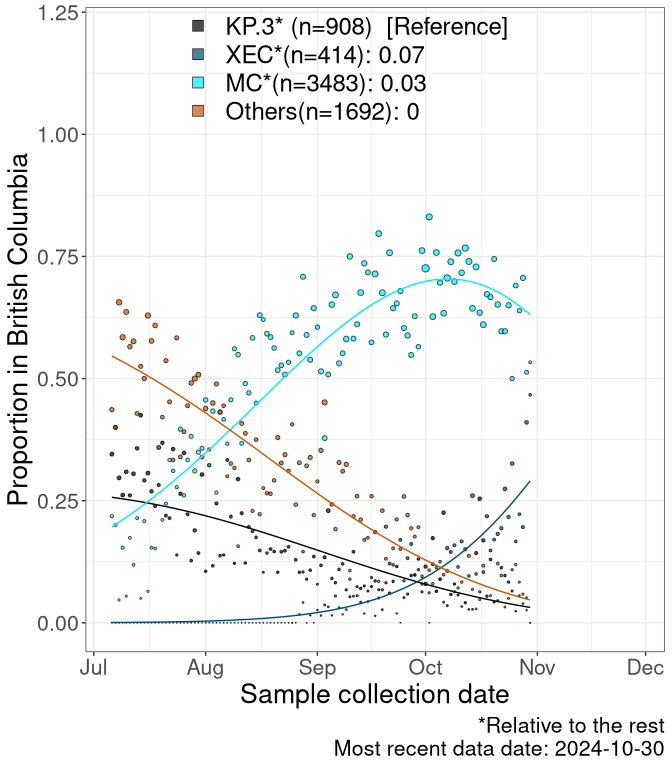 KP.3* (n=908)  [Reference]
XEC*(n=414): 0.07
MC*(n=3483): 0.03
Others(n=1692): 0
Proportion in British Columbia
1.25
1.00
0.75
0.50
0.25
0.00
Jul Aug Sep Oct Nov Dec
Sample collection date
*Relative to the rest
Most recent data date: 2024-10-30